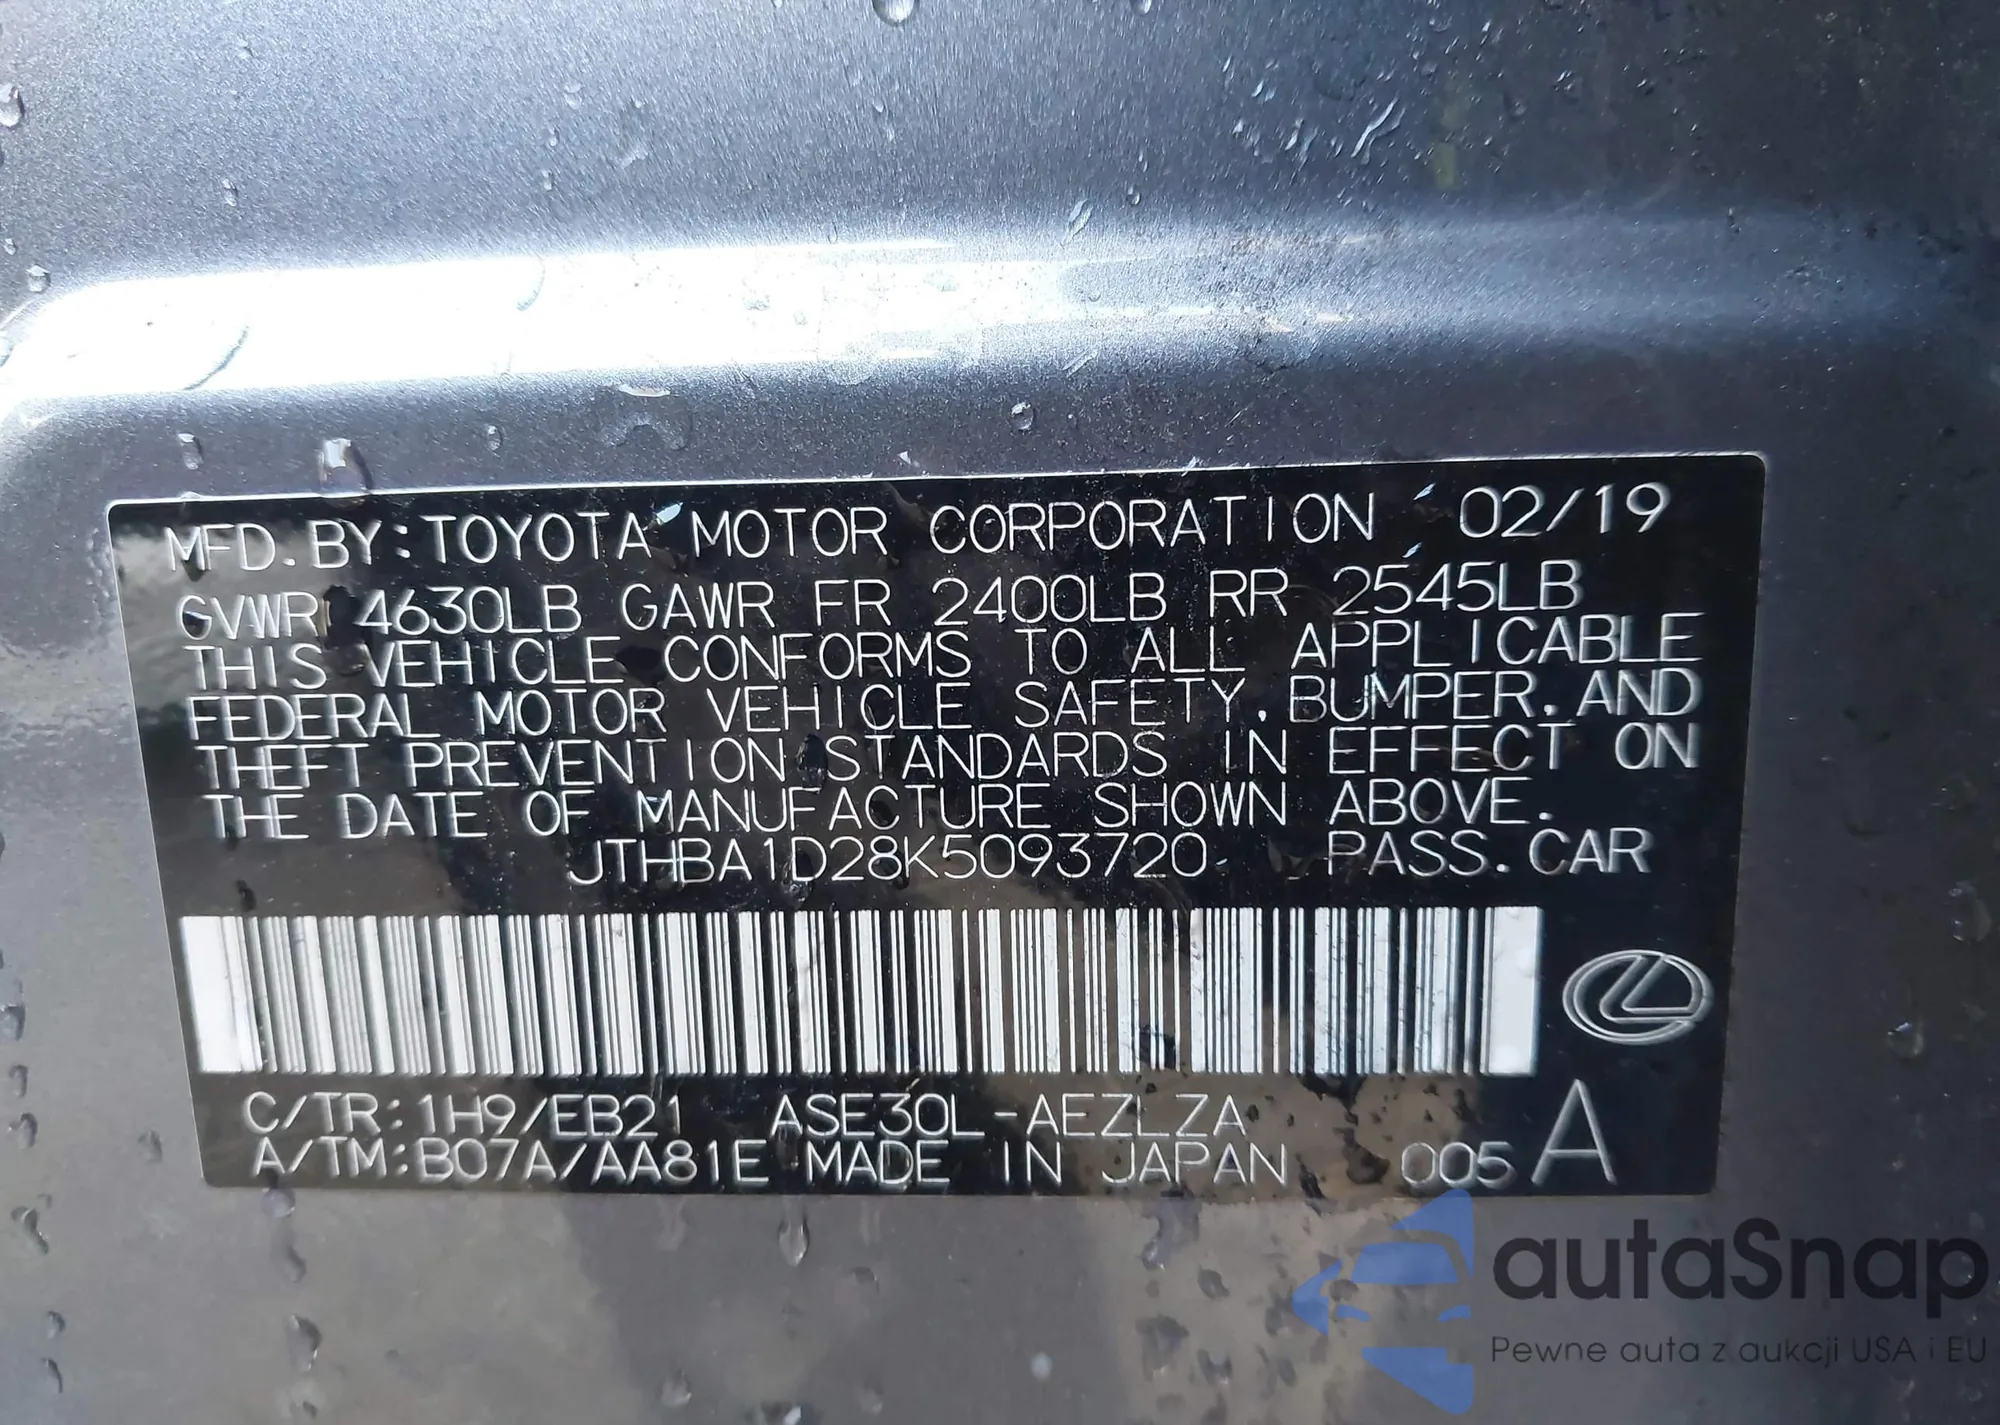 MFD. BY: TOYOTA MOTOR CORPORATION 02/19
GVWR 4630LB GAWR FR 2400LB RR 2545LB
THIS VEHICLE CONFORMS TO ALL APPLICABLE
FEDERAL MOTOR VEHICLE SAFETY, BUMPER, AND
THEFT PREVENTION STANDARDS IN EFFECT ON
THE DATE OF MANUFACTURE SHOWN ABOVE.
JTHBA1D28K5093720 PASS. CAR
C/TR: 1H9/EB21 ASE30L-AEZLZA
A/TM: B07A/AA81E MADE IN JAPAN 005 A
autaSnap
Pewne auta z aukcji USA i EU